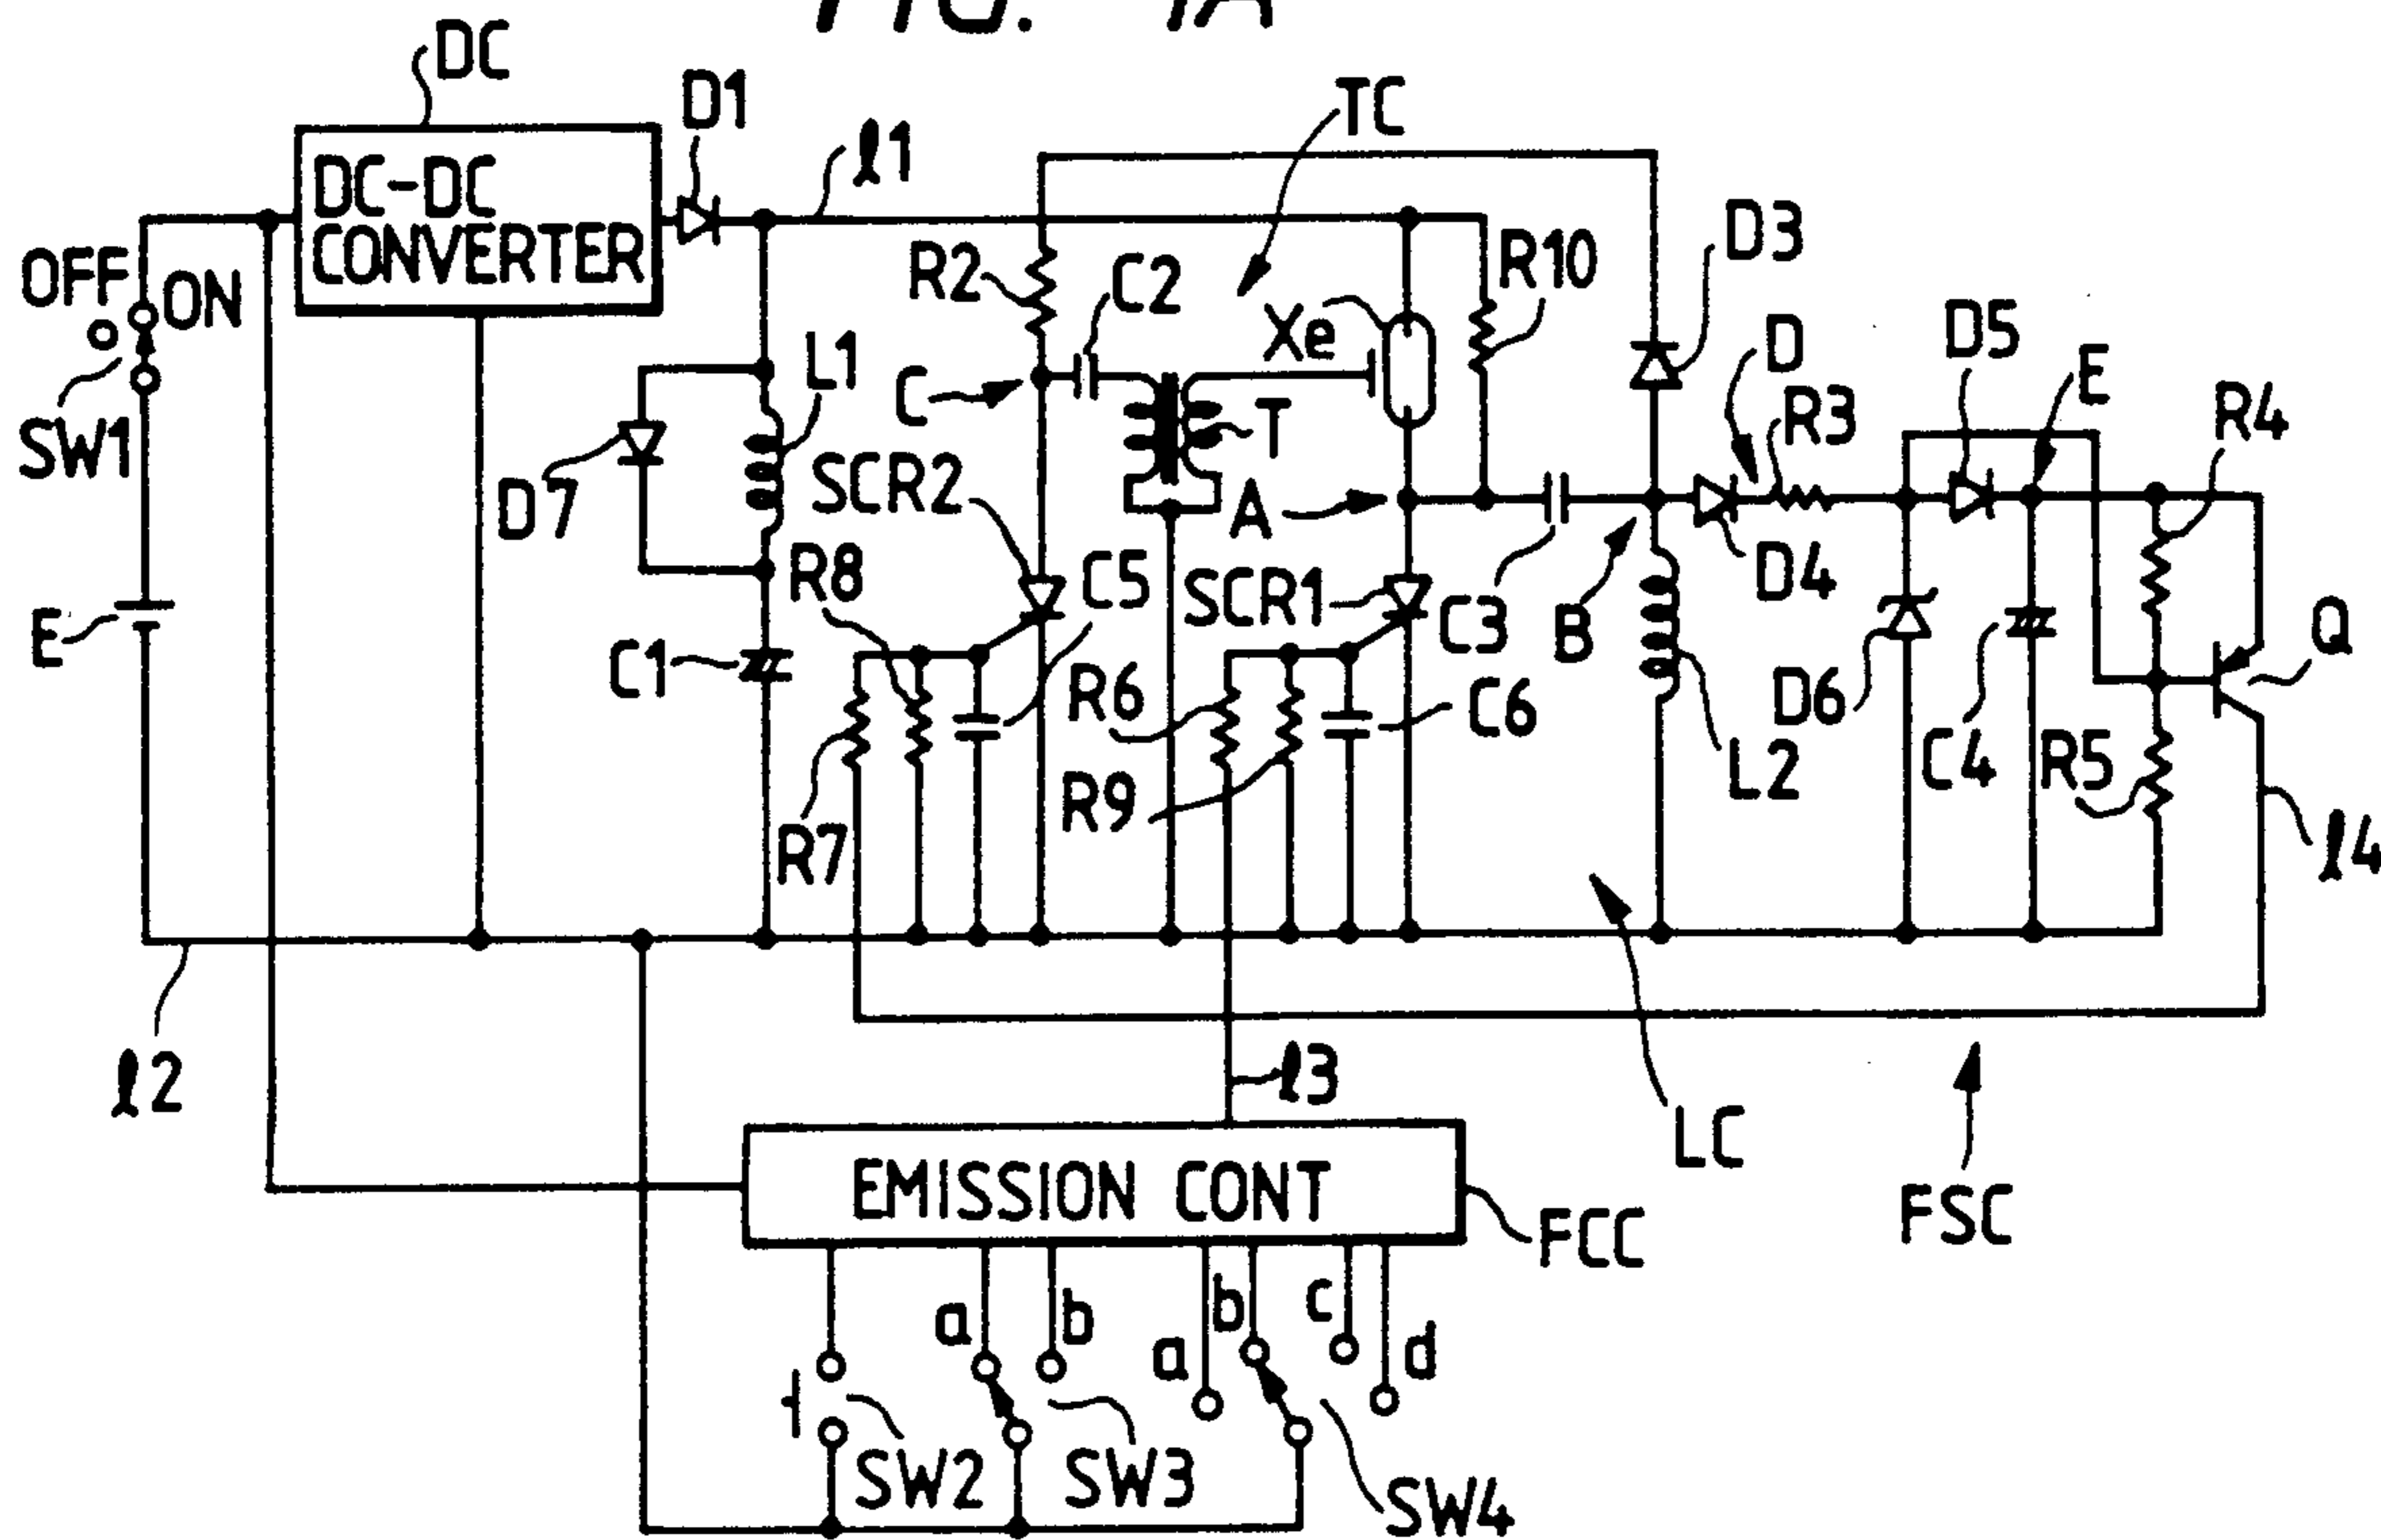 FIG. 1A
DC
D1
l1
TC
DC-DC
CONVERTER
OFF
ON
SW1
R2
C2
Xe
R10
D3
D
D5
E
R3
R4
L1
C
T
D7
SCR2
A
D4
R8
C5
SCR1
C3
B
Q
E
C1
R6
C6
D6
L2
C4
R5
R9
R7
l4
l2
l3
LC
FSC
EMISSION CONT
FCC
a
b
a
b
c
d
SW2
SW3
SW4